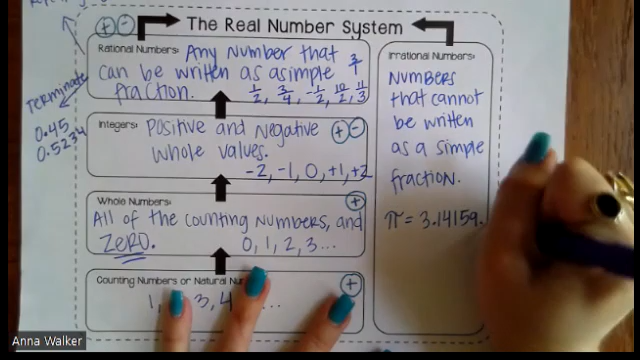 The Real Number System
+ -
Rational Numbers: Any number that
can be written as a simple
fraction.
3/1
1/2, 3/4, -1/2, 10/2, 11/3
Terminate
0.45
0.5234
Integers: Positive and Negative
whole values.
+ -
-2, -1, 0, +1, +2
Whole Numbers:
+
All of the counting numbers, and
ZERO.
0, 1, 2, 3...
Counting Numbers or Natural
+
1, 3, 4 ...
Irrational Numbers:
Numbers
that cannot
be written
as a simple
fraction.
π = 3.14159.
Anna Walker